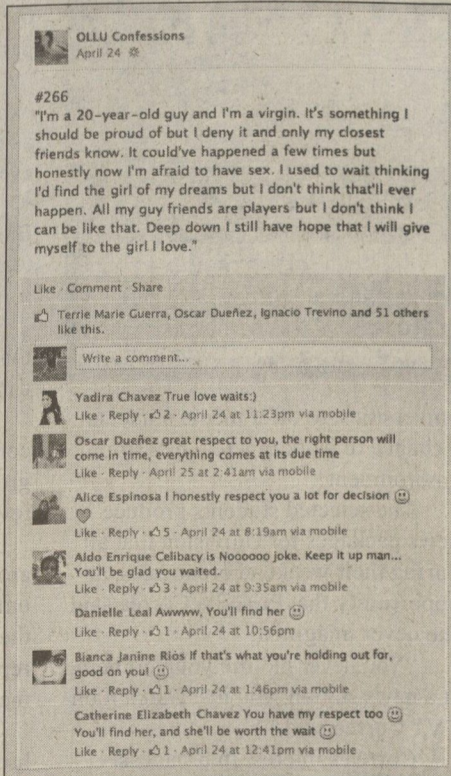 OLLU Confessions
April 24
#266
"I'm a 20-year-old guy and I'm a virgin. It's something I
should be proud of but I deny it and only my closest
friends know. It could've happened a few times but
honestly now I'm afraid to have sex. I used to wait thinking
I'd find the girl of my dreams but I don't think that'll ever
happen. All my guy friends are players but I don't think I
can be like that. Deep down I still have hope that I will give
myself to the girl I love."
Like · Comment · Share
Terrie Marie Guerra, Oscar Dueñez, Ignacio Trevino and 51 others
like this.
Write a comment...
Yadira Chavez True love waits:)
Like · Reply · 2 · April 24 at 11:23pm via mobile
Oscar Dueñez great respect to you, the right person will
come in time, everything comes at its due time
Like · Reply · April 25 at 2:41am via mobile
Alice Espinosa I honestly respect you a lot for decision
Like · Reply · 5 · April 24 at 8:19am via mobile
Aldo Enrique Celibacy is Noooooo joke. Keep it up man...
You'll be glad you waited.
Like · Reply · 3 · April 24 at 9:35am via mobile
Danielle Leal Awwww, You'll find her
Like · Reply · 1 · April 24 at 10:56pm
Bianca Janine Rios If that's what you're holding out for,
good on you!
Like · Reply · 1 · April 24 at 1:46pm via mobile
Catherine Elizabeth Chavez You have my respect too
You'll find her, and she'll be worth the wait
Like · Reply · 1 · April 24 at 12:41pm via mobile